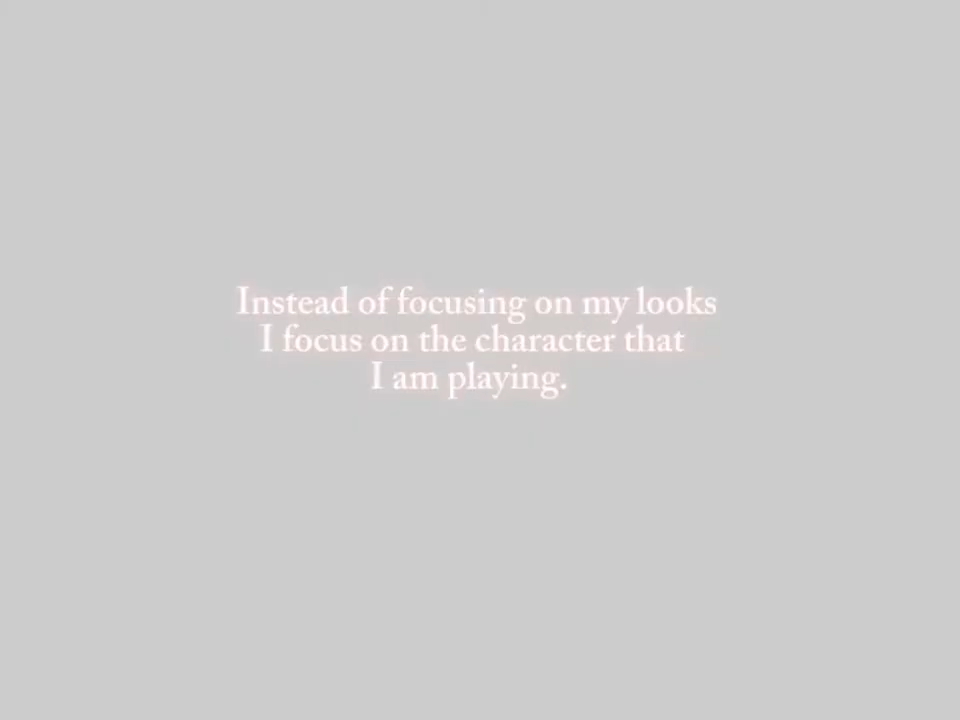 Instead of focusing on my looks
I focus on the character that
I am playing.